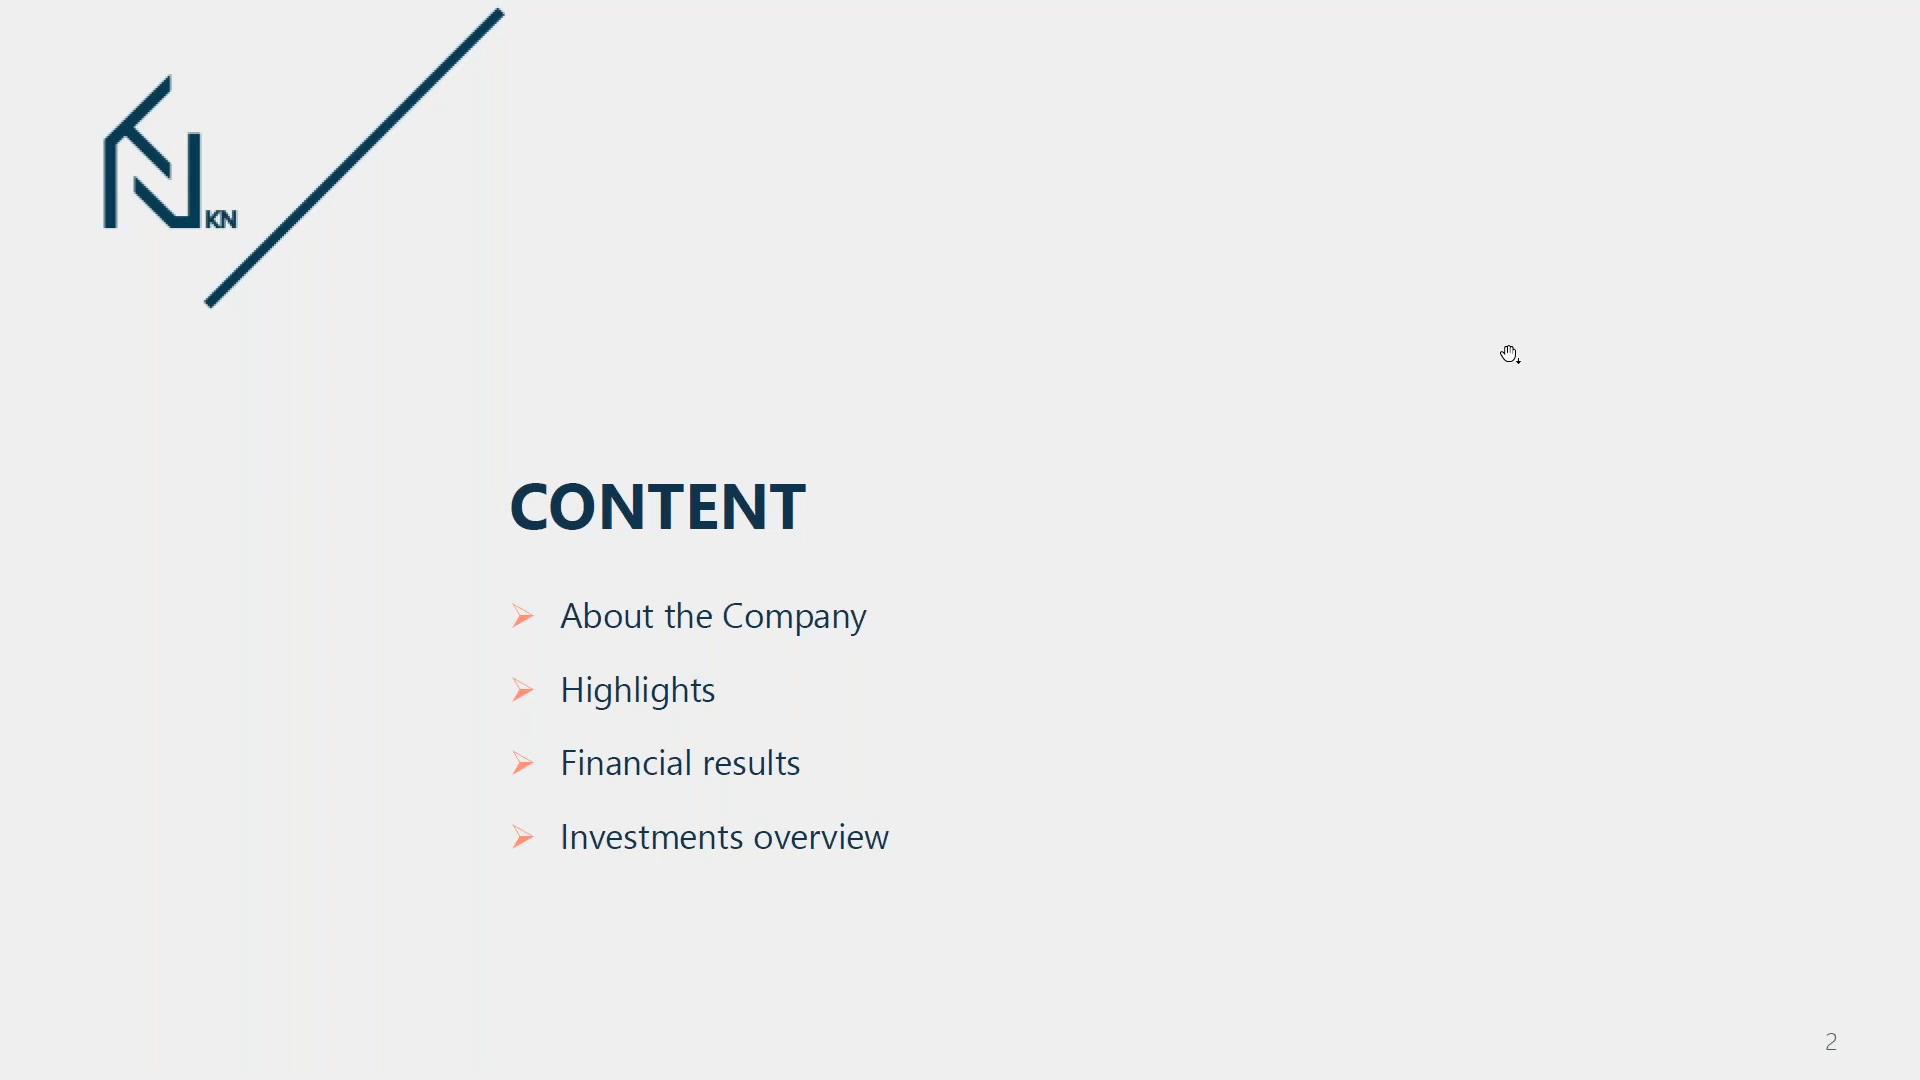 KN
CONTENT
About the Company
Highlights
Financial results
Investments overview
2